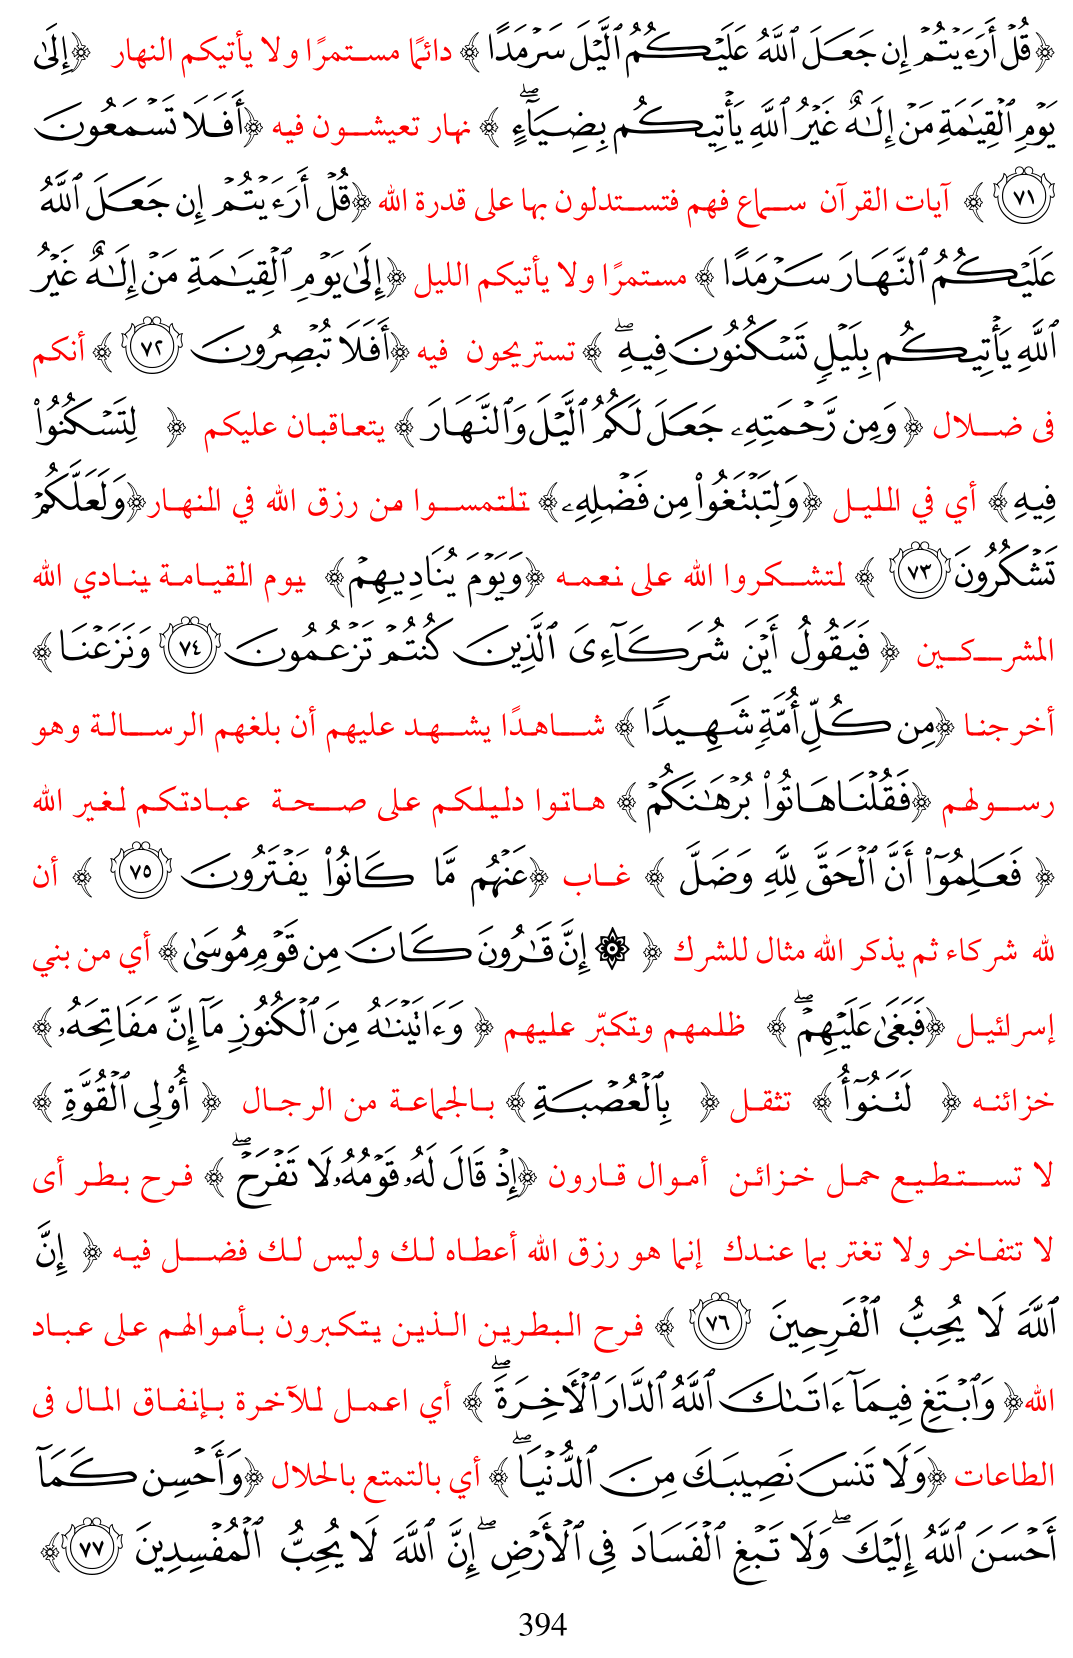 ﴿قُلْ أَرَءَيْتُمْ إِن جَعَلَ ٱللَّهُ عَلَيْكُمُ ٱلَّيْلَ سَرْمَدًا ﴾ دائمًا مستمرًا ولا يأتيكم النهار ﴿إِلَىٰ
يَوْمِ ٱلْقِيَـٰمَةِ مَنْ إِلَـٰهٌ غَيْرُ ٱللَّهِ يَأْتِيكُم بِضِيَآءٍۖ ﴾ نهار تعيشون فيه ﴿أَفَلَا تَسْمَعُونَ
٧١ ﴾ آيات القرآن سماع فهم فتستدلون بها على قدرة الله ﴿قُلْ أَرَءَيْتُمْ إِن جَعَلَ ٱللَّهُ
عَلَيْكُمُ ٱلنَّهَارَ سَرْمَدًا ﴾ مستمرًا ولا يأتيكم الليل ﴿إِلَىٰ يَوْمِ ٱلْقِيَـٰمَةِ مَنْ إِلَـٰهٌ غَيْرُ
ٱللَّهِ يَأْتِيكُم بِلَيْلٍ تَسْكُنُونَ فِيهِۖ ﴾ تستريحون فيه ﴿أَفَلَا تُبْصِرُونَ ٧٢ ﴾ أنكم
فى ضلال ﴿وَمِن رَّحْمَتِهِۦ جَعَلَ لَكُمُ ٱلَّيْلَ وَٱلنَّهَارَ ﴾ يتعاقبان عليكم ﴿ لِتَسْكُنُوا۟
فِيهِ ﴾ أي في الليل ﴿وَلِتَبْتَغُوا۟ مِن فَضْلِهِۦ﴾ تلتمسوا من رزق الله في النهار﴿وَلَعَلَّكُمْ
تَشْكُرُونَ ٧٣ ﴾ لتشكروا الله على نعمه ﴿وَيَوْمَ يُنَادِيهِمْ﴾ يوم القيامة ينادي الله
المشركين ﴿ فَيَقُولُ أَيْنَ شُرَكَآءِىَ ٱلَّذِينَ كُنتُمْ تَزْعُمُونَ ٧٤ وَنَزَعْنَا﴾
أخرجنا ﴿مِن كُلِّ أُمَّةٍ شَهِيدًا ﴾ شاهدًا يشهد عليهم أن بلغهم الرسالة وهو
رسولهم ﴿فَقُلْنَا هَاتُوا۟ بُرْهَـٰنَكُمْ ﴾ هاتوا دليلكم على صحة عبادتكم لغير الله
﴿ فَعَلِمُوٓا۟ أَنَّ ٱلْحَقَّ لِلَّهِ وَضَلَّ ﴾ غاب ﴿عَنْهُم مَّا كَانُوا۟ يَفْتَرُونَ ٧٥ ﴾ أن
لله شركاء ثم يذكر الله مثال للشرك ﴿ ۞ إِنَّ قَـٰرُونَ كَانَ مِن قَوْمِ مُوسَىٰ﴾ أي من بني
إسرائيل ﴿فَبَغَىٰ عَلَيْهِمْۖ ﴾ ظلمهم وتكبّر عليهم ﴿ وَءَاتَيْنَـٰهُ مِنَ ٱلْكُنُوزِ مَآ إِنَّ مَفَاتِحَهُۥ ﴾
خزائنه ﴿ لَتَنُوٓأُ ﴾ تثقل ﴿ بِٱلْعُصْبَةِ ﴾ بالجماعة من الرجال ﴿ أُو۟لِى ٱلْقُوَّةِ ﴾
لا تستطيع حمل خزائن أموال قارون ﴿إِذْ قَالَ لَهُۥ قَوْمُهُۥ لَا تَفْرَحْۖ ﴾ فرح بطر أى
لا تتفاخر ولا تغتر بما عندك إنما هو رزق الله أعطاه لك وليس لك فضل فيه ﴿ إِنَّ
ٱللَّهَ لَا يُحِبُّ ٱلْفَرِحِينَ ٧٦ ﴾ فرح البطرين الذين يتكبرون بأموالهم على عباد
الله﴿ وَٱبْتَغِ فِيمَآ ءَاتَىٰكَ ٱللَّهُ ٱلدَّارَ ٱلْـَٔاخِرَةَۖ ﴾ أي اعمل للآخرة بإنفاق المال فى
الطاعات ﴿وَلَا تَنسَ نَصِيبَكَ مِنَ ٱلدُّنْيَاۖ ﴾ أي بالتمتع بالحلال ﴿وَأَحْسِن كَمَآ
أَحْسَنَ ٱللَّهُ إِلَيْكَۖ وَلَا تَبْغِ ٱلْفَسَادَ فِى ٱلْأَرْضِۖ إِنَّ ٱللَّهَ لَا يُحِبُّ ٱلْمُفْسِدِينَ ٧٧ ﴾
394